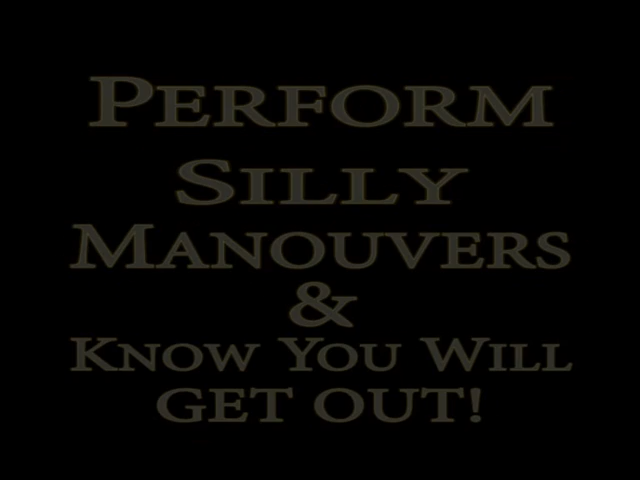 PERFORM
SILLY
MANOUVERS
&
KNOW YOU WILL
GET OUT!